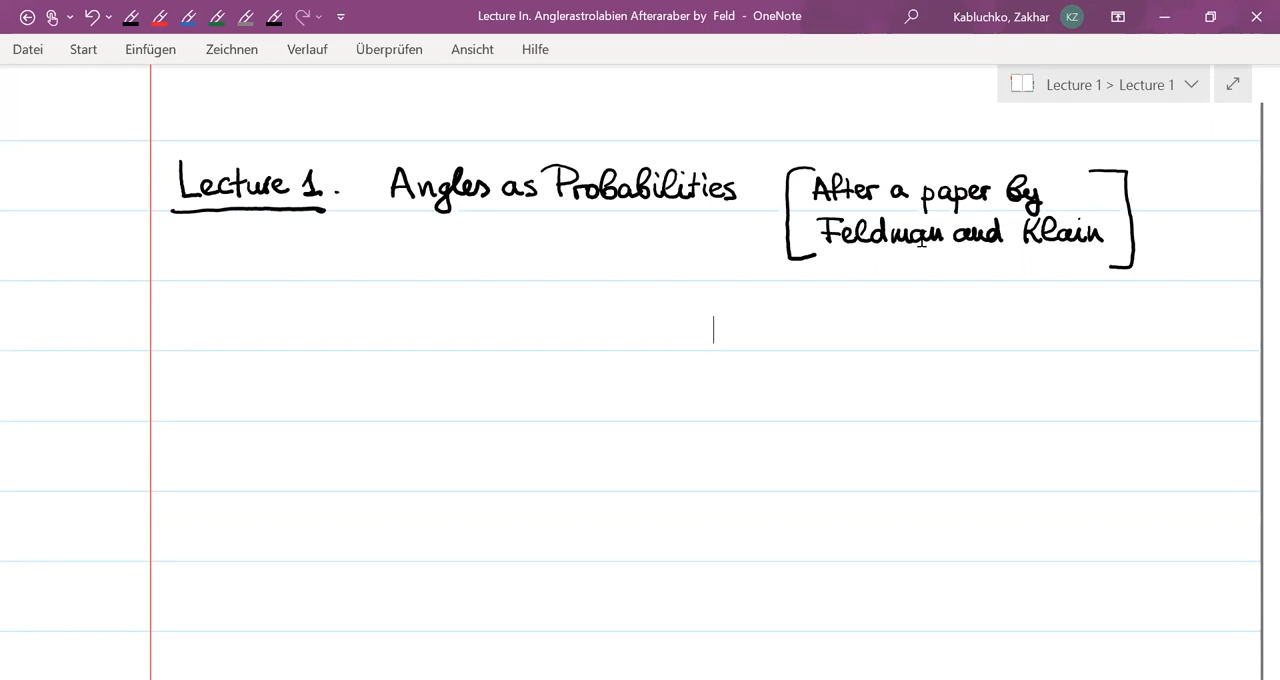 Lecture In. Anglerastrolabien Afteraraber by Feld - OneNote
Kabluchko, Zakhar KZ
Datei Start Einfügen Zeichnen Verlauf Überprüfen Ansicht Hilfe
Lecture 1 > Lecture 1
Lecture 1. Angles as Probabilities
[After a paper by
Feldman and Klain]